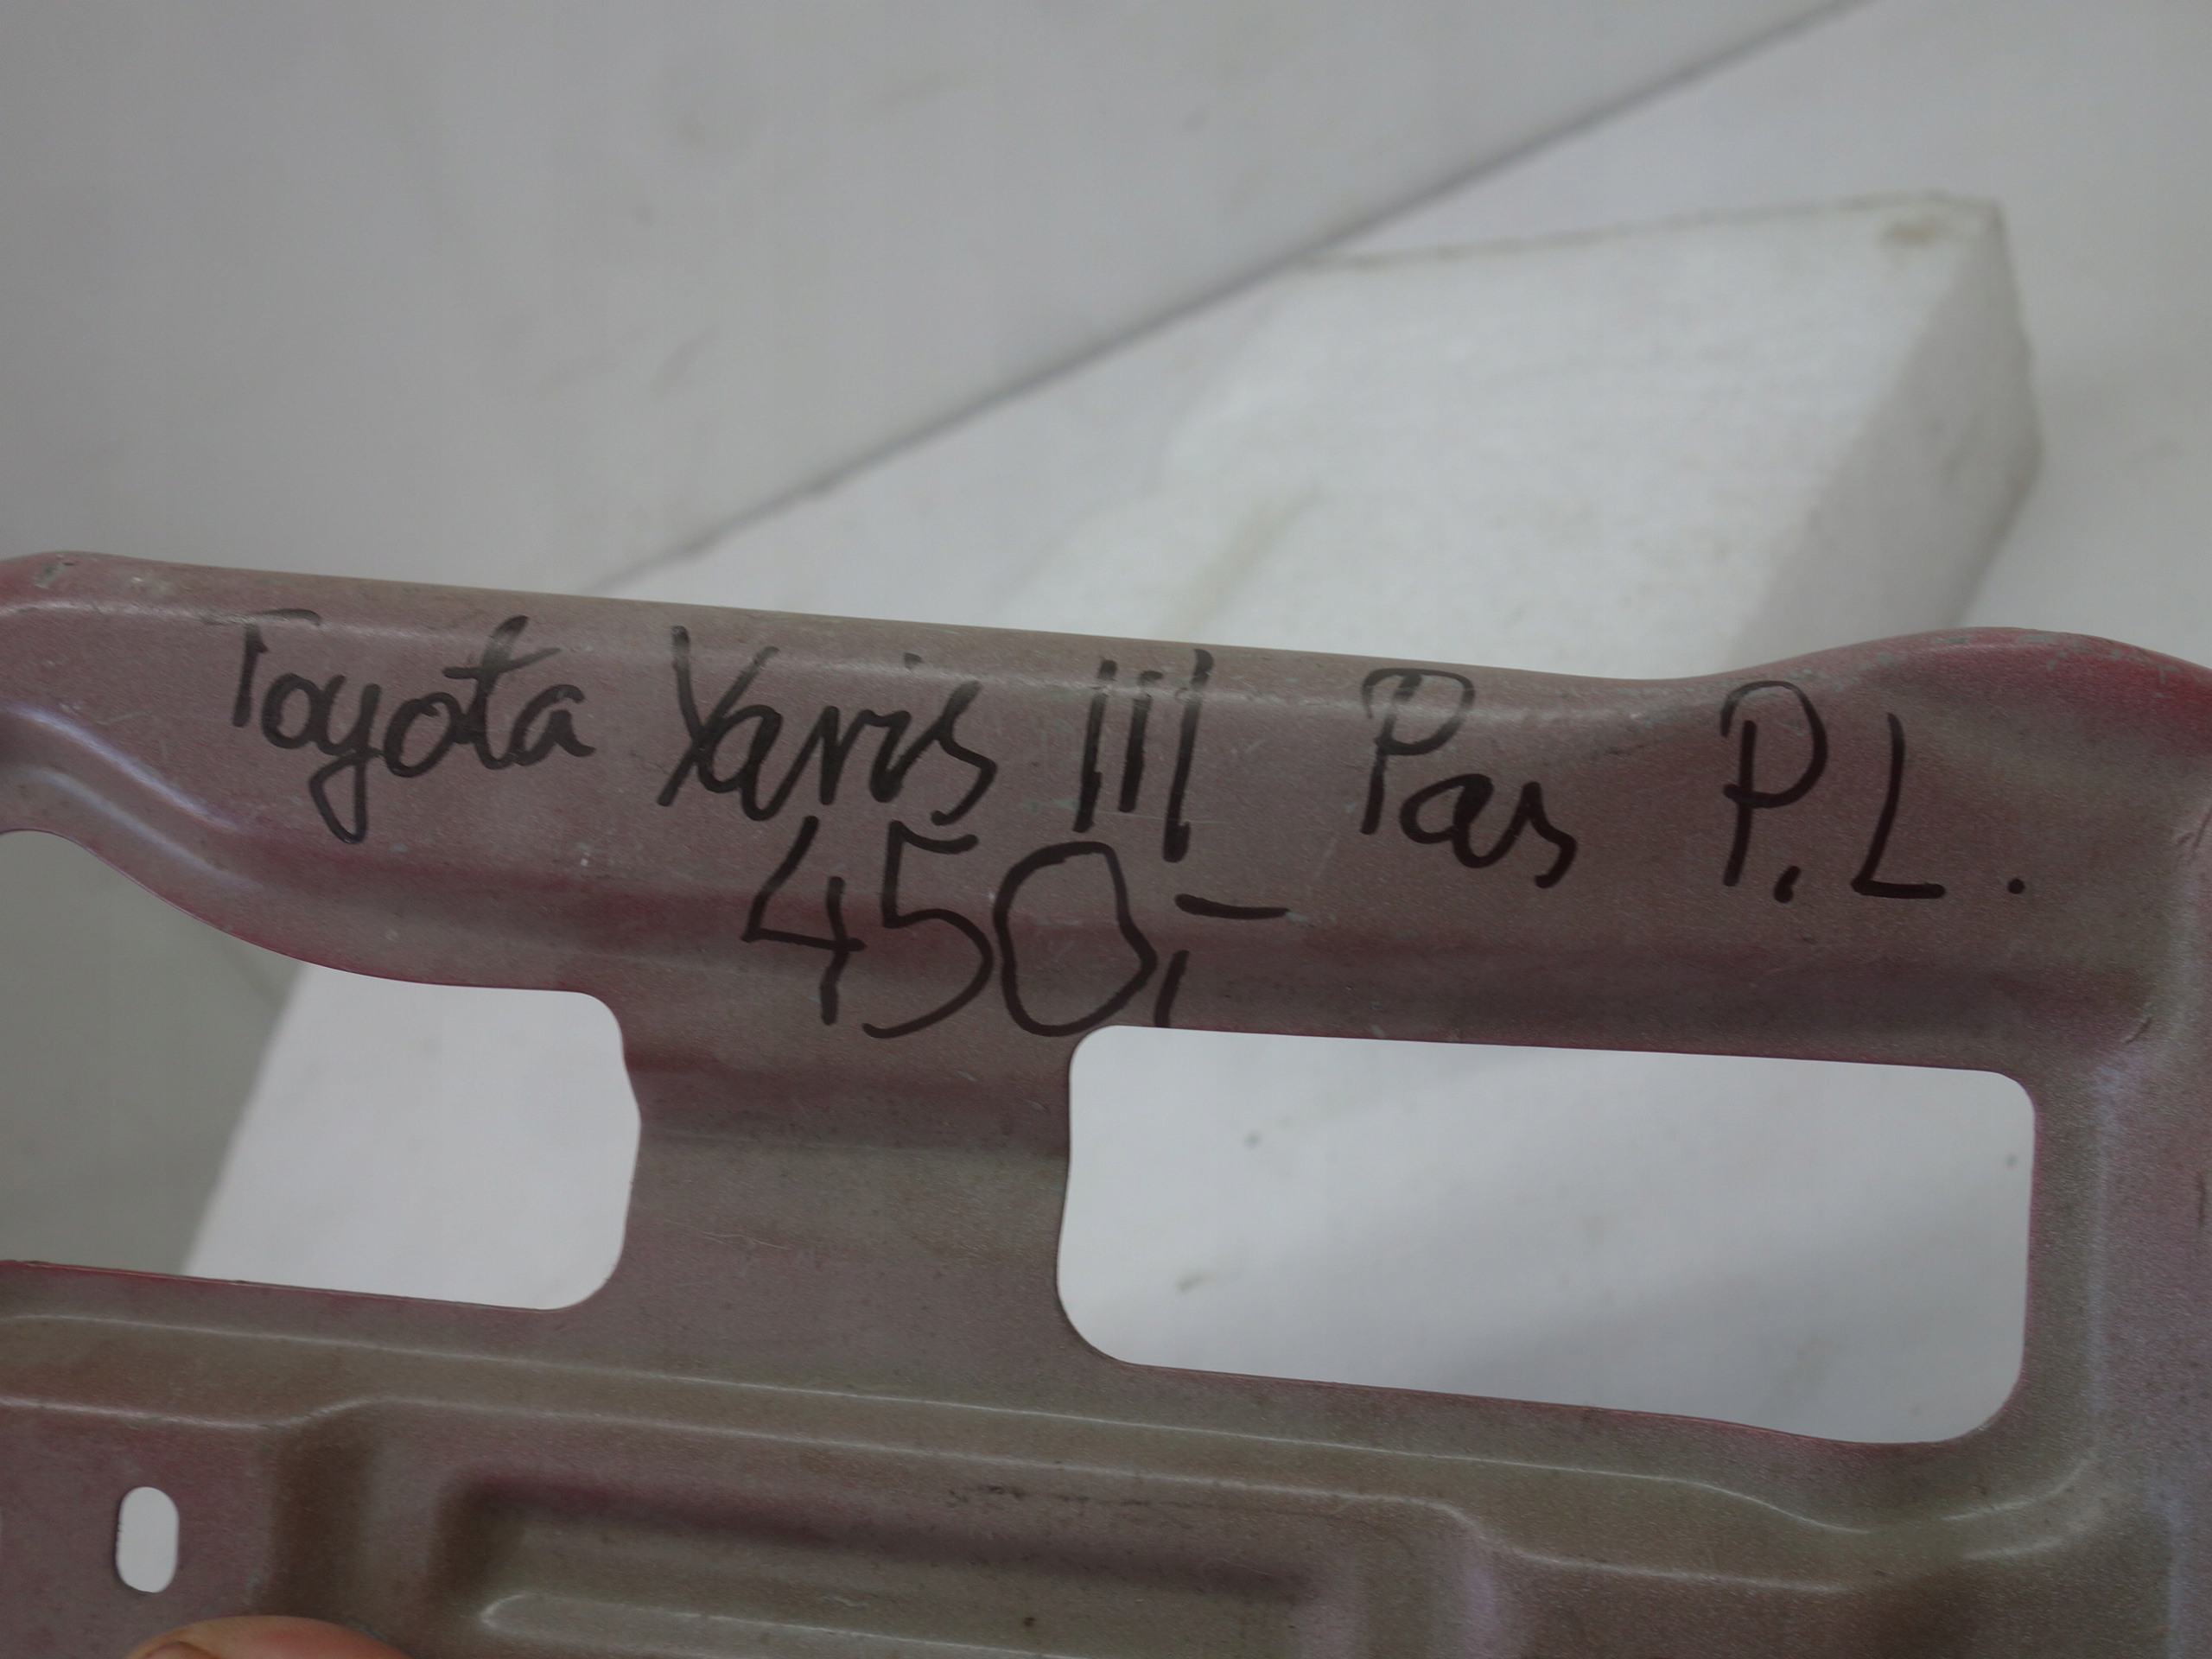 Toyota Yaris III Pas P.L.
450,-